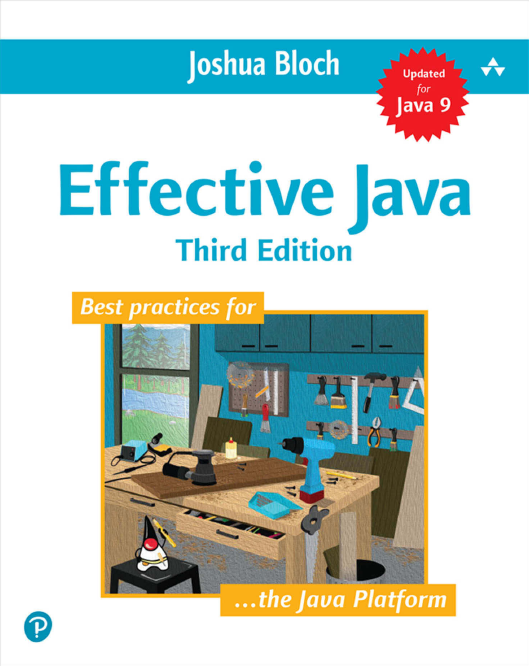 Joshua Bloch
Updated
for
Java 9
Effective Java
Third Edition
Best practices for
...the Java Platform